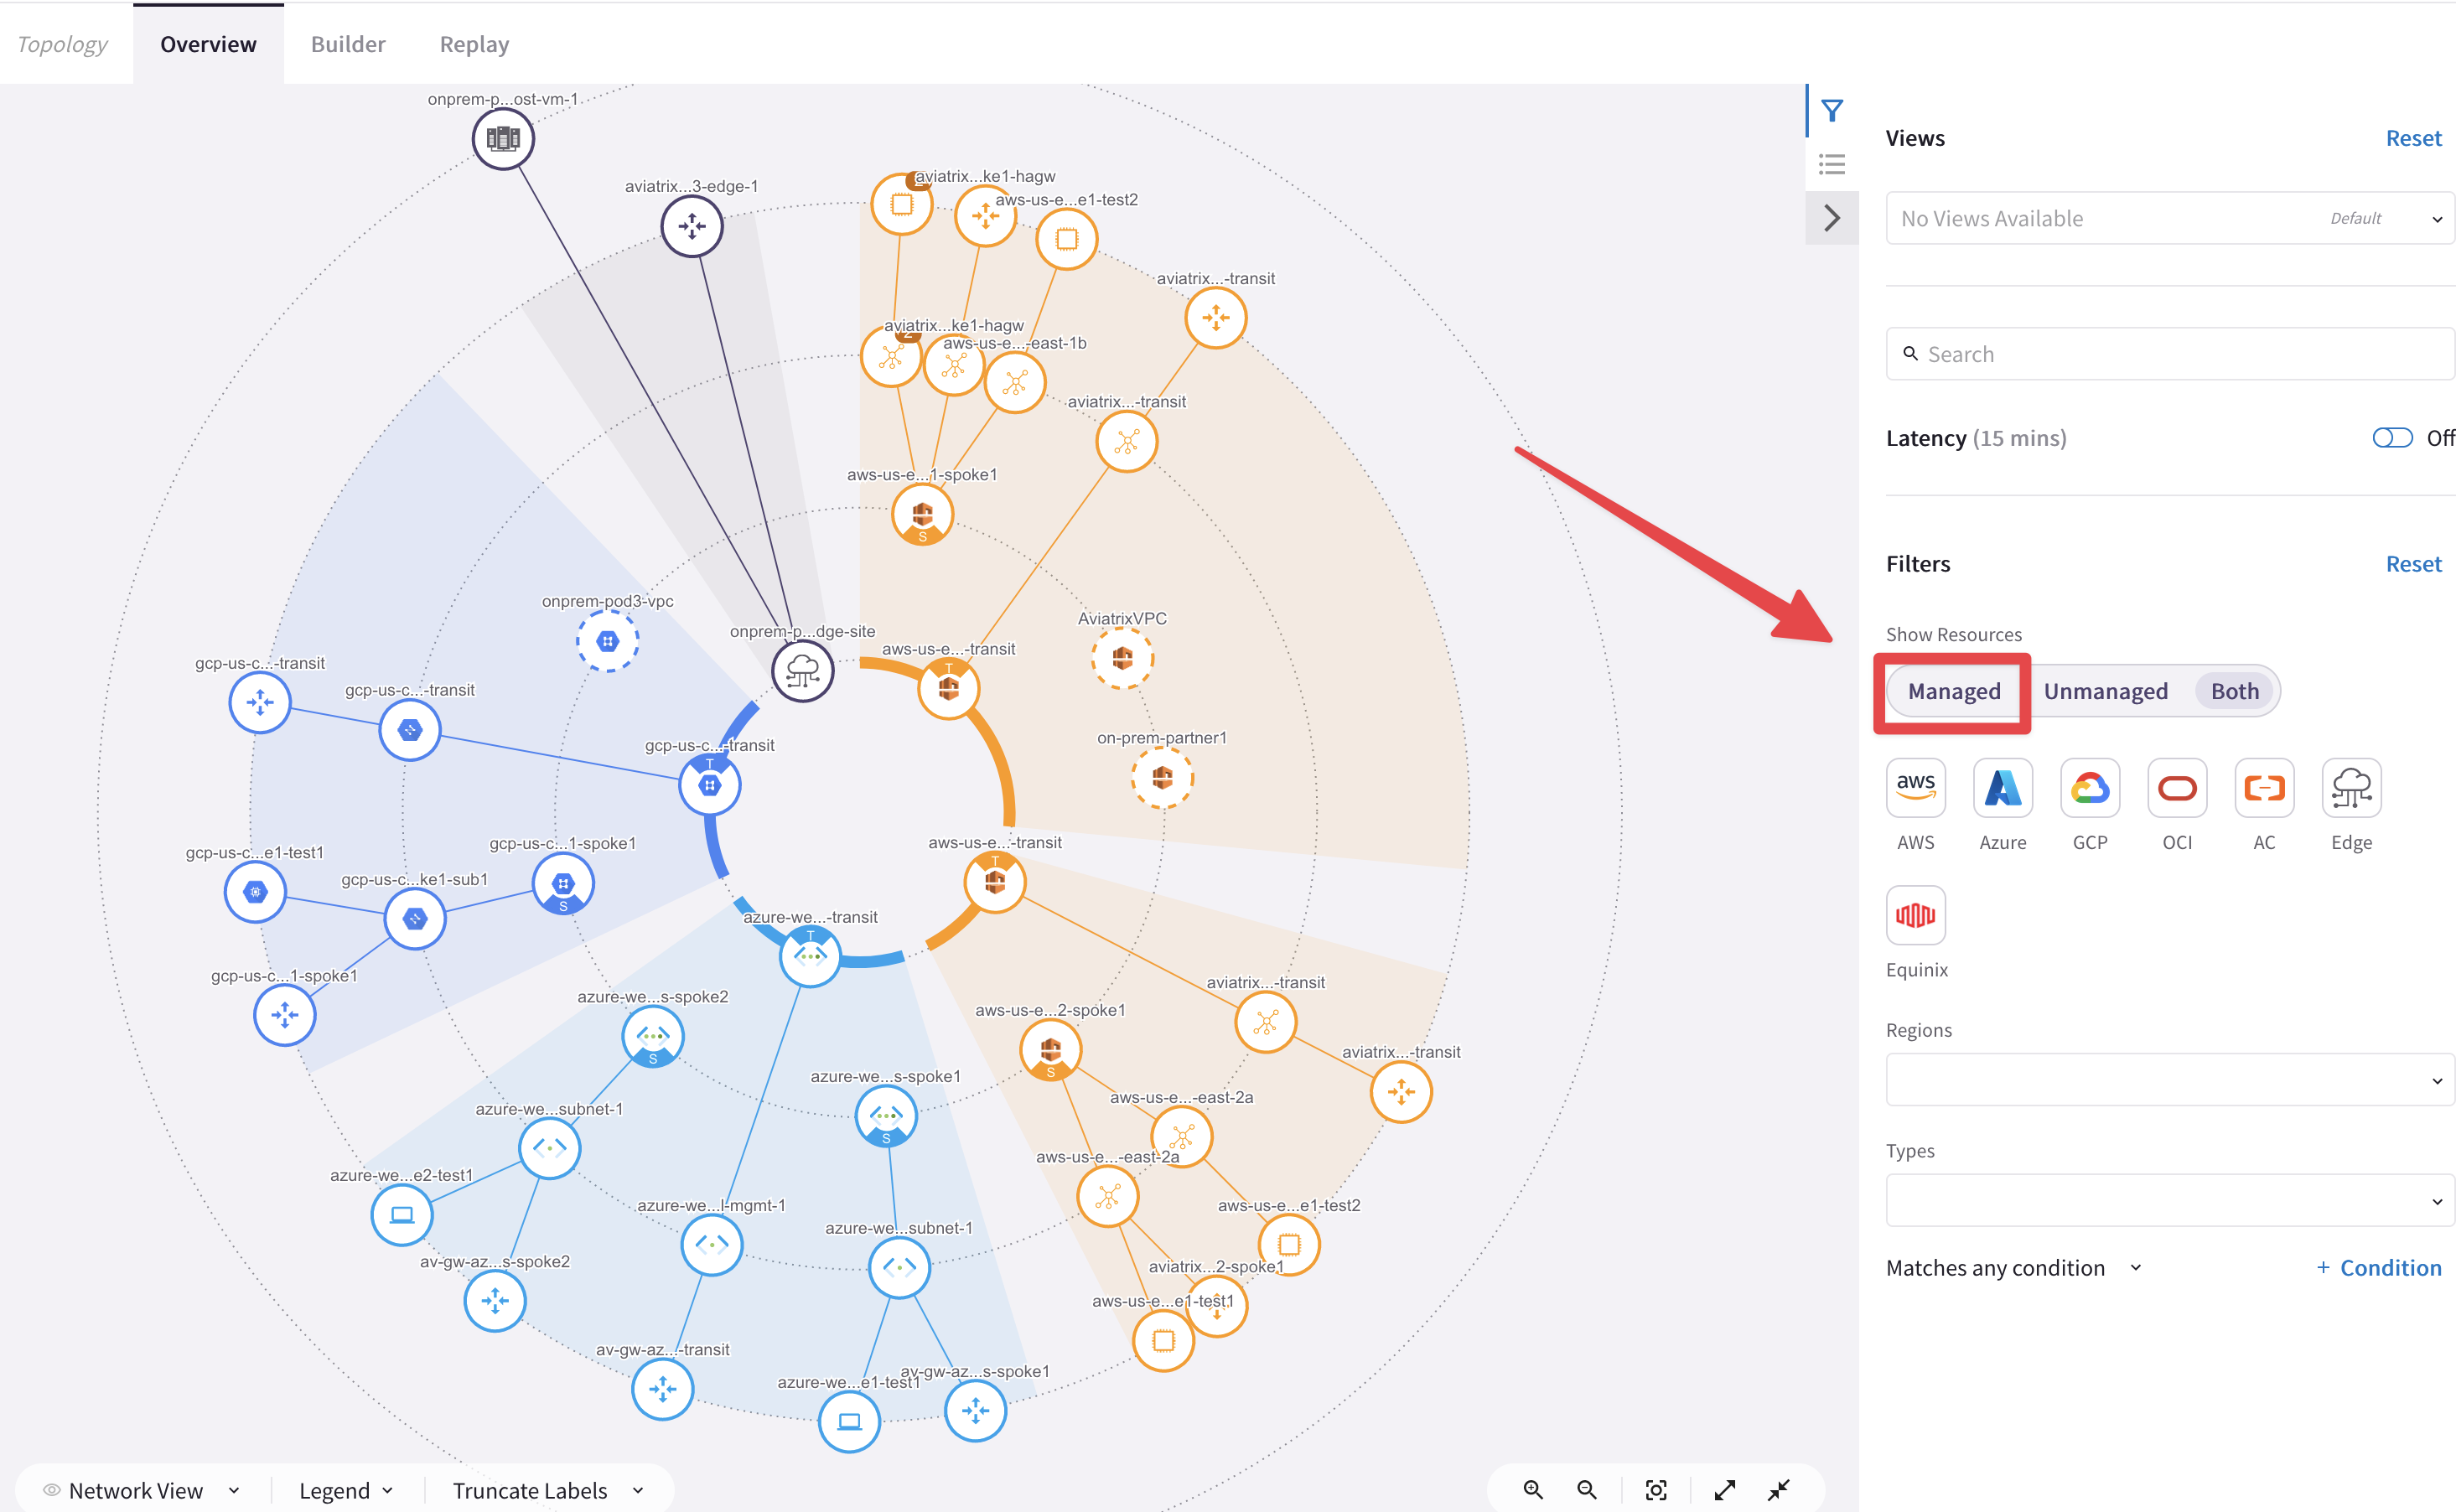 Topology
Overview
Builder
Replay
onprem-p...ost-vm-1
aviatrix...3-edge-1
aviatrix...ke1-hagw
aws-us-e...e1-test2
aviatrix...-transit
aviatrix...ke1-hagw
aws-us-e...-east-1b
aviatrix...-transit
aws-us-e...1-spoke1
S
onprem-pod3-vpc
AviatrixVPC
onprem-p...dge-site
aws-us-e...-transit
T
gcp-us-c...-transit
gcp-us-c...-transit
on-prem-partner1
gcp-us-c...-transit
T
aws-us-e...-transit
T
gcp-us-c...e1-test1
gcp-us-c...1-spoke1
S
gcp-us-c...ke1-sub1
azure-we...-transit
T
gcp-us-c...1-spoke1
aviatrix...-transit
azure-we...s-spoke2
S
aws-us-e...2-spoke1
S
aviatrix...-transit
azure-we...s-spoke1
S
aws-us-e...-east-2a
azure-we...subnet-1
aws-us-e...-east-2a
azure-we...e2-test1
azure-we...l-mgmt-1
aws-us-e...e1-test2
azure-we...subnet-1
av-gw-az...s-spoke2
aviatrix...2-spoke1
aws-us-e...e1-test1
av-gw-az...-transit
av-gw-az...s-spoke1
azure-we...e1-test1
Network View
Legend
Truncate Labels
Views
Reset
No Views Available
Default
Search
Latency (15 mins)
Off
Filters
Reset
Show Resources
Managed
Unmanaged
Both
aws
AWS
Azure
GCP
OCI
AC
Edge
Equinix
Regions
Types
Matches any condition
+ Condition